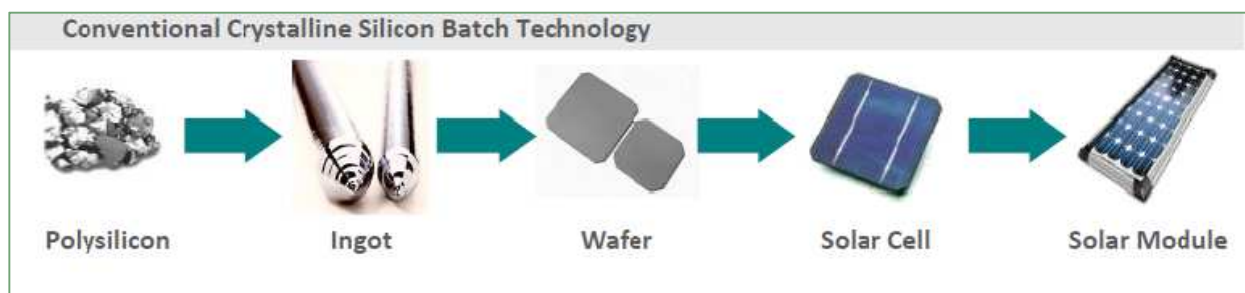 Conventional Crystalline Silicon Batch Technology
Polysilicon
Ingot
Wafer
Solar Cell
Solar Module